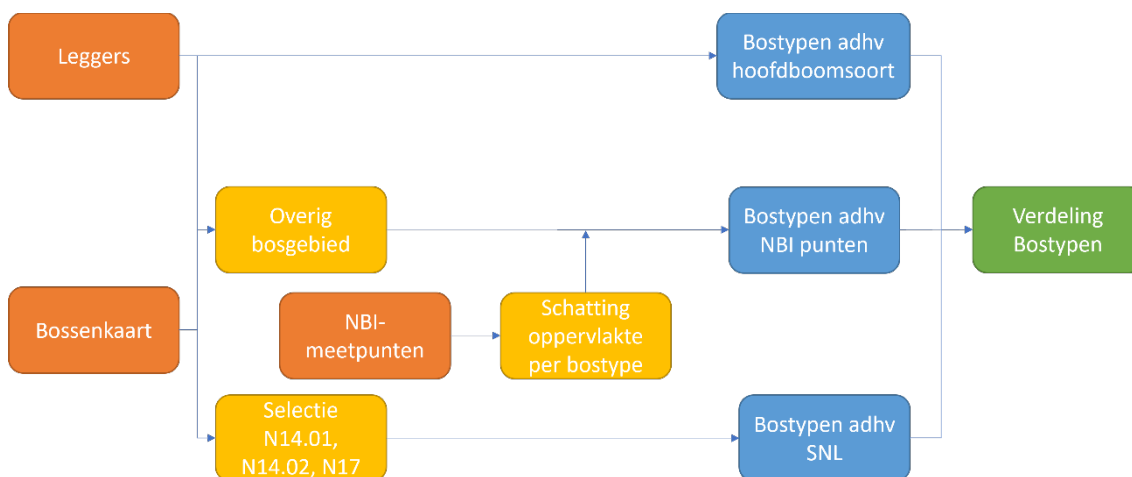 Leggers
Bostypen adhv
hoofdboomsoort
Overig
bosgebied
Bostypen adhv
NBI punten
Verdeling
Bostypen
Bossenkaart
NBI-
meetpunten
Schatting
oppervlakte
per bostype
Selectie
N14.01,
N14.02, N17
Bostypen adhv
SNL